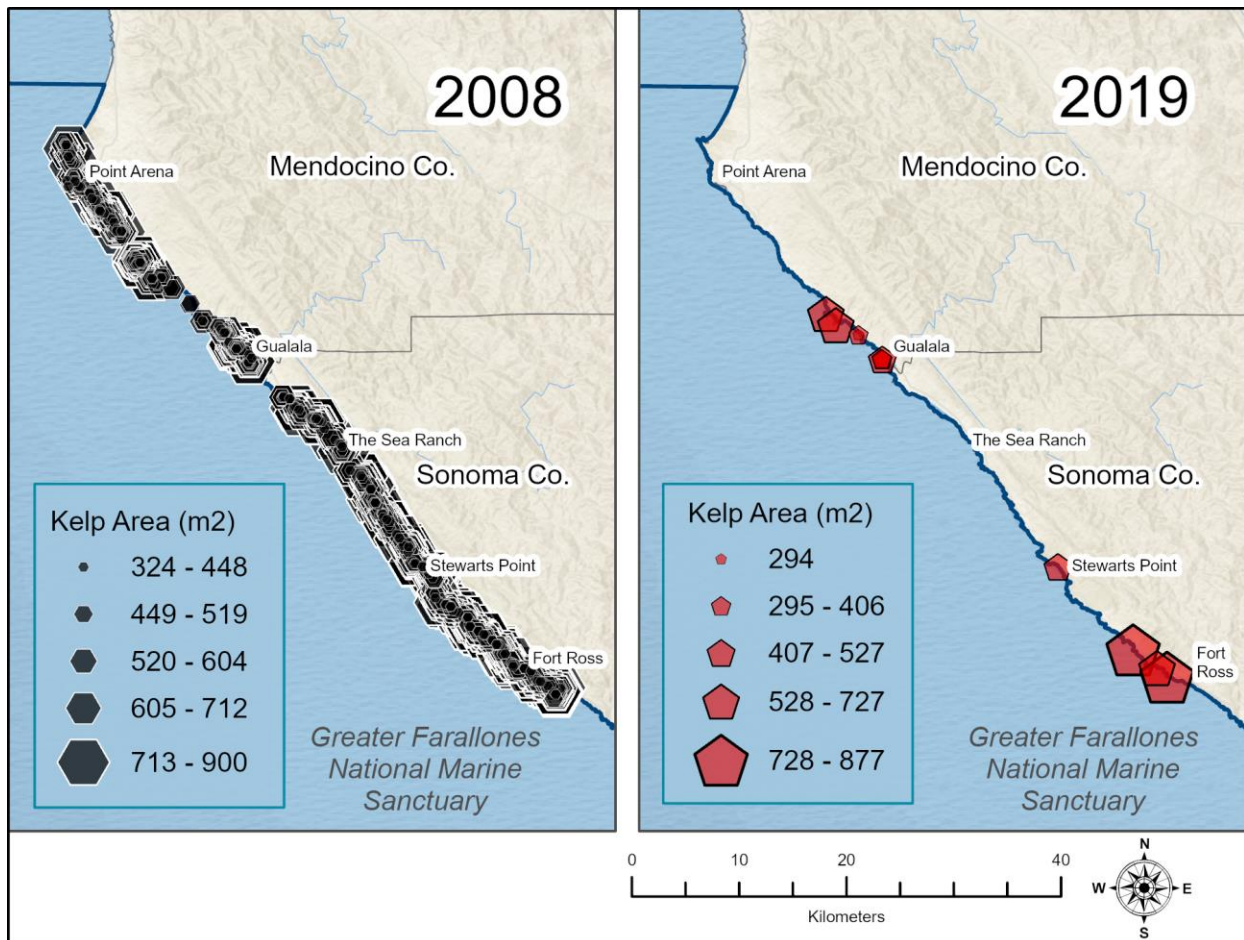 2008
Mendocino Co.
Point Arena
Gualala
The Sea Ranch
Sonoma Co.
Stewarts Point
Fort Ross
Kelp Area (m2)
324 - 448
449 - 519
520 - 604
605 - 712
713 - 900
Greater Farallones
National Marine
Sanctuary
2019
Mendocino Co.
Point Arena
Gualala
The Sea Ranch
Sonoma Co.
Stewarts Point
Fort
Ross
Kelp Area (m2)
294
295 - 406
407 - 527
528 - 727
728 - 877
Greater Farallones
National Marine
Sanctuary
0 10 20 40
Kilometers
N
W E
S